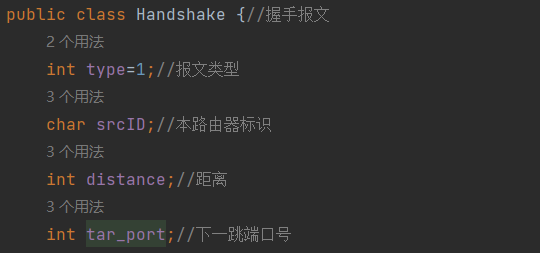 public class Handshake {//握手报文
2 个用法
int type=1;//报文类型
3 个用法
char srcID;//本路由器标识
3 个用法
int distance;//距离
3 个用法
int tar_port;//下一跳端口号